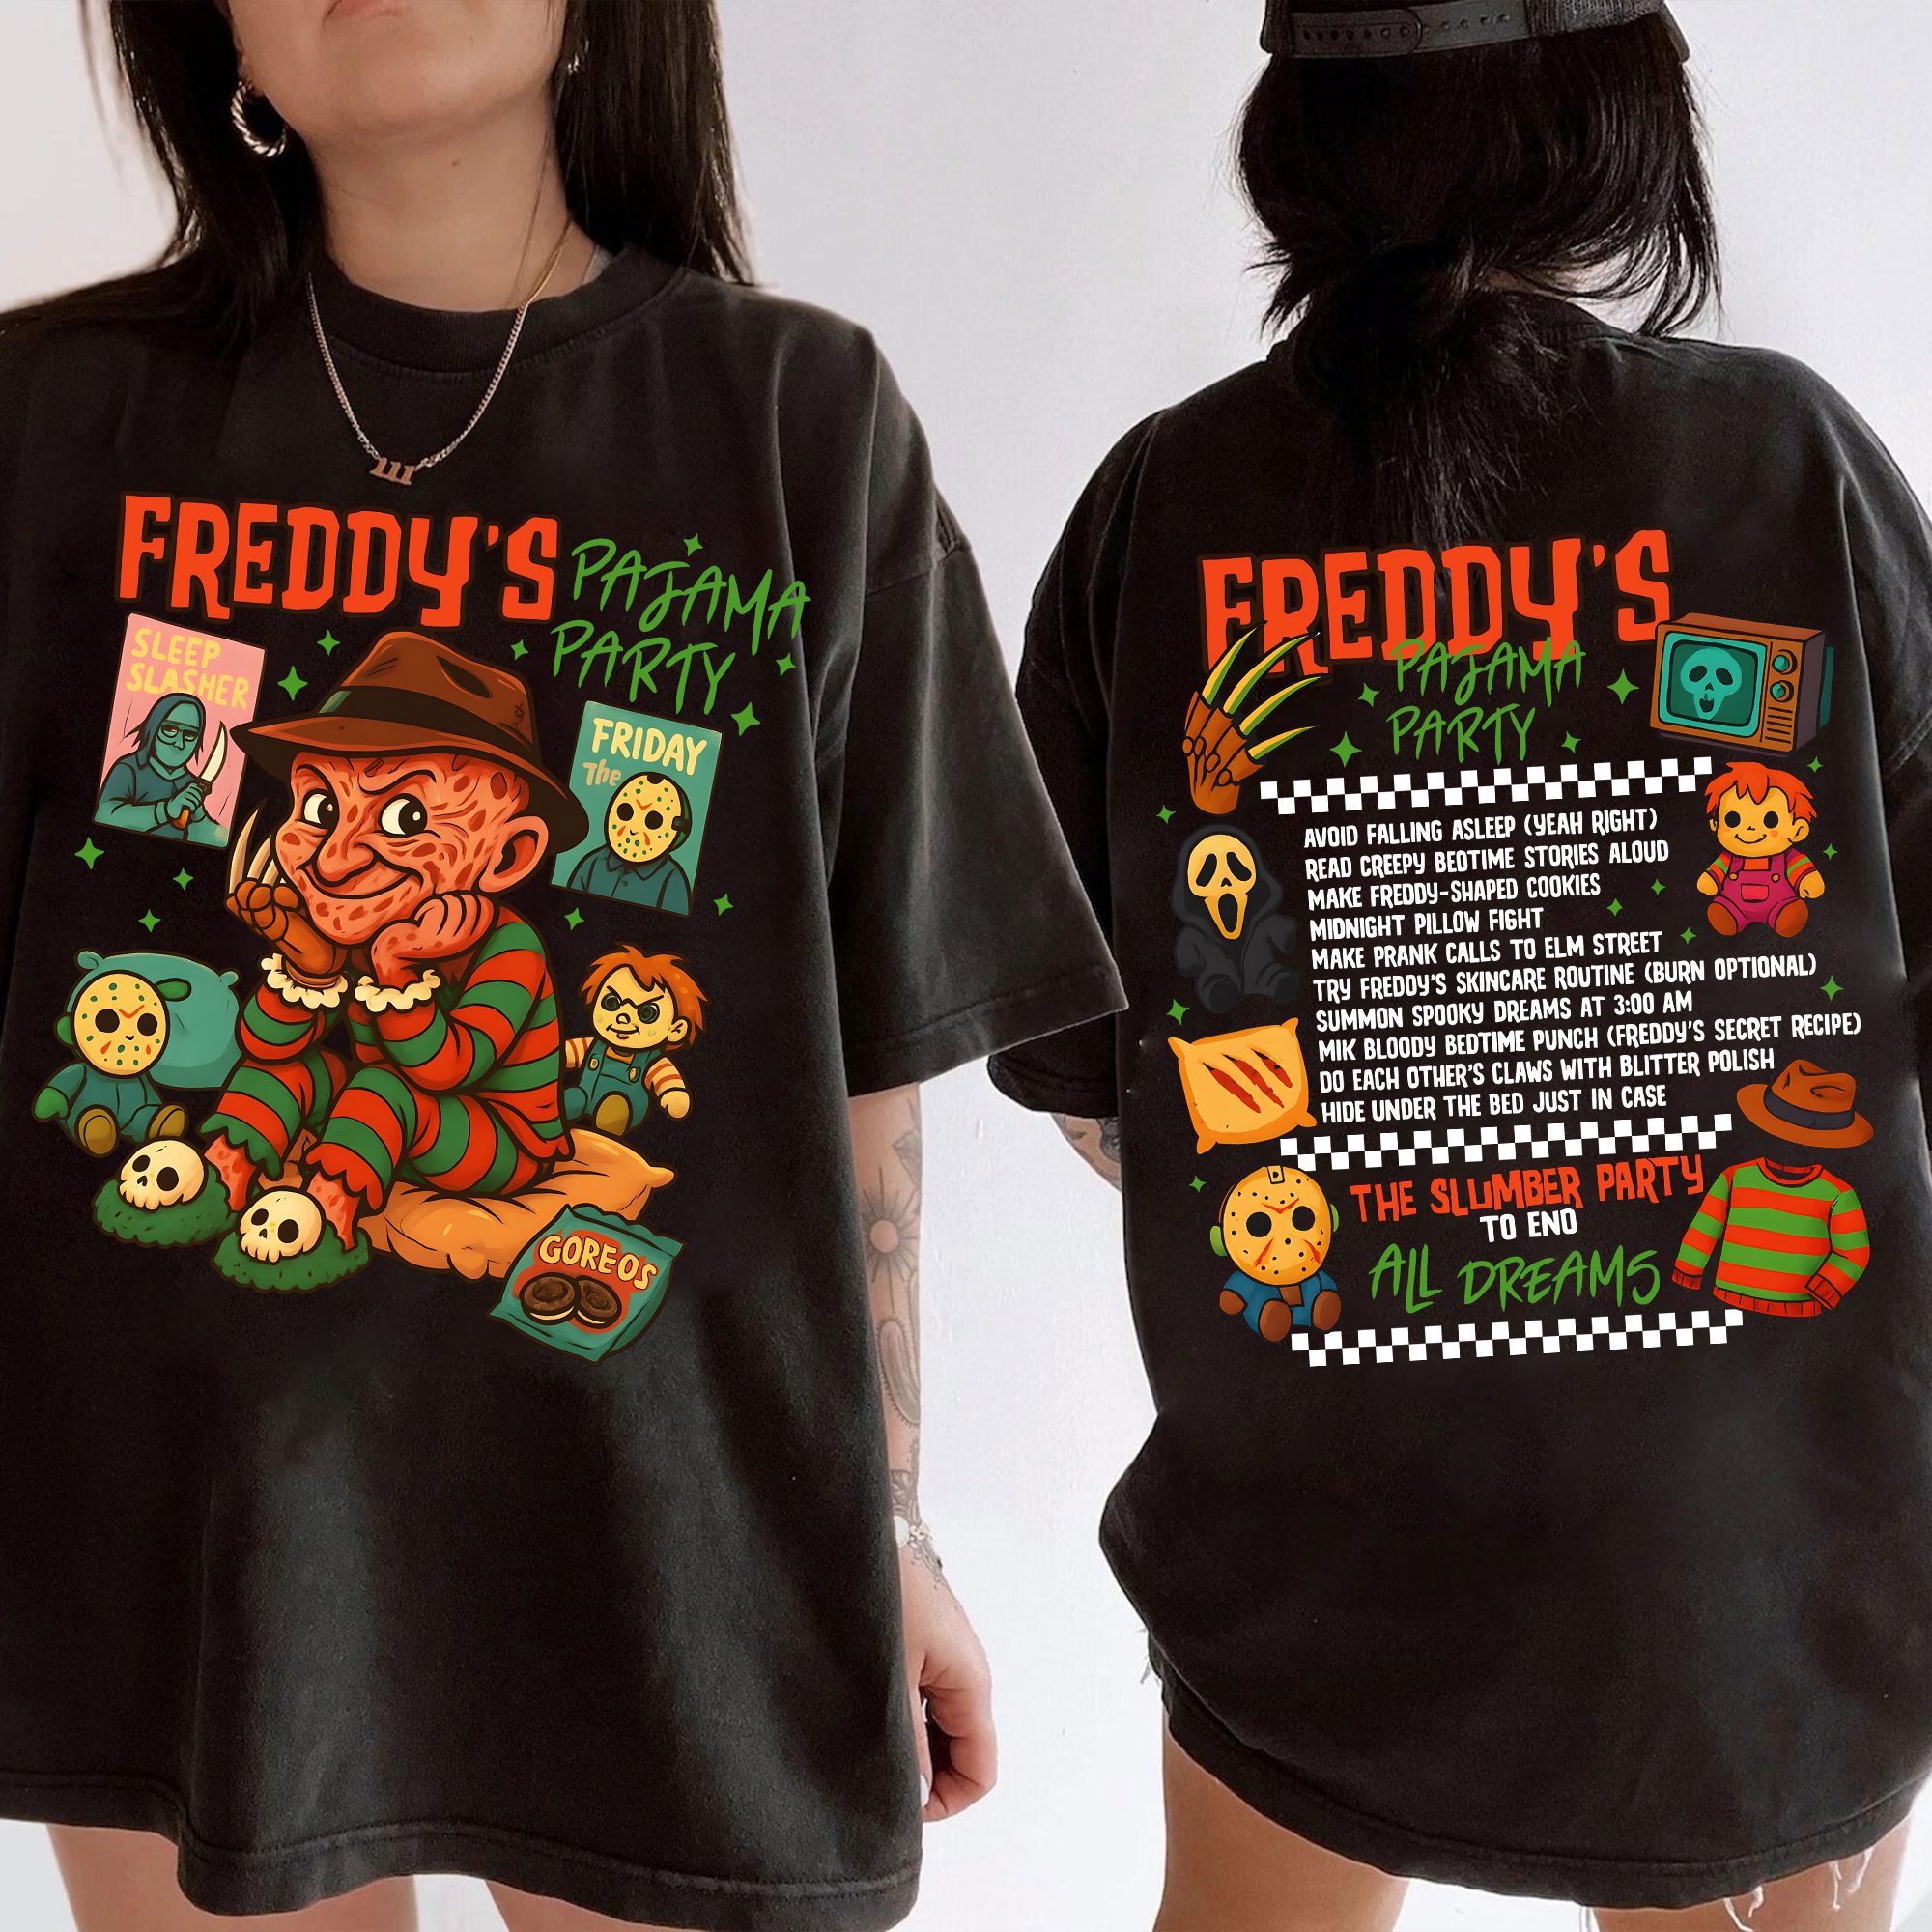 111
FREDDY'S
PAJAMA
PARTY
SLEEP
SLASHER
FRIDAY
The
GOREO'S
FREDDY'S
PAJAMA
PARTY
AVOID FALLING ASLEEP (YEAH RIGHT)
READ CREEPY BEDTIME STORIES ALOUD
MAKE FREDDY-SHAPED COOKIES
MIDNIGHT PILLOW FIGHT
MAKE PRANK CALLS TO ELM STREET
TRY FREDDY'S SKINCARE ROUTINE (BURN OPTIONAL)
SUMMON SPOOKY DREAMS AT 3:00 AM
MIK BLOODY BEDTIME PUNCH (FREDDY'S SECRET RECIPE)
DO EACH OTHER'S CLAWS WITH BLITTER POLISH
HIDE UNDER THE BED JUST IN CASE
THE SLUMBER PARTY
TO END
ALL DREAMS